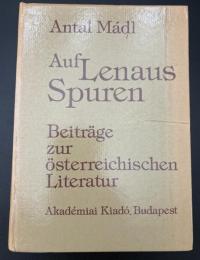 Antal Mádl
Auf Lenaus
Spuren
Beiträge
zur
österreichischen
Literatur
Akadémiai Kiadó, Budapest